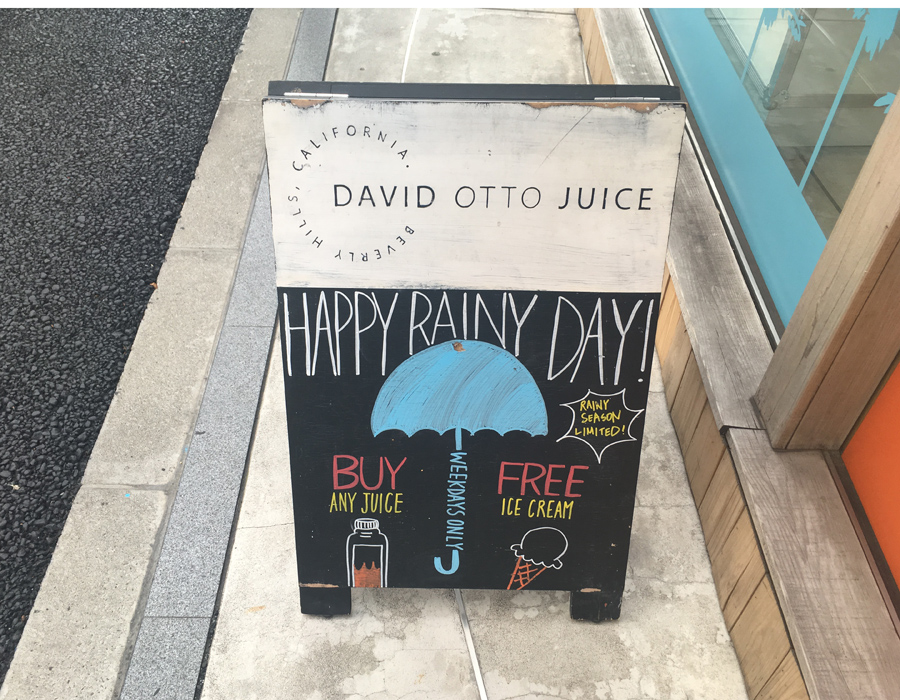 BEVERLY HILLS, CALIFORNIA.
DAVID OTTO JUICE
HAPPY RAINY DAY!
RAINY
SEASON
LIMITED!
BUY
ANY JUICE
WEEKDAYS ONLY
FREE
ICE CREAM